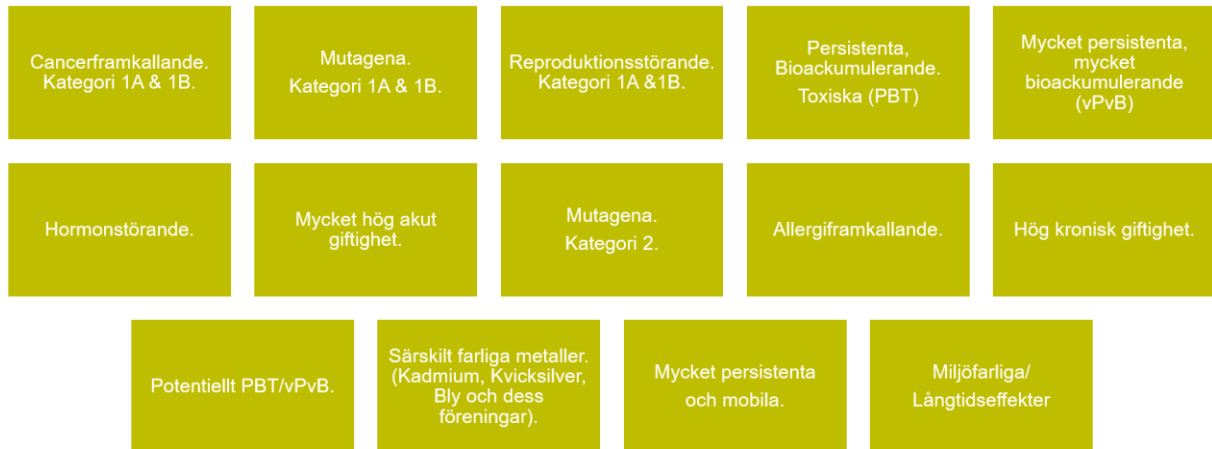 Cancerframkallande.
Kategori 1A & 1B.
Mutagena.
Kategori 1A & 1B.
Reproduktionsstörande.
Kategori 1A &1B.
Persistenta,
Bioackumulerande.
Toxiska (PBT)
Mycket persistenta,
mycket
bioackumulerande
(vPvB)
Hormonstörande.
Mycket hög akut
giftighet.
Mutagena.
Kategori 2.
Allergiframkallande.
Hög kronisk giftighet.
Potentiellt PBT/vPvB.
Särskilt farliga metaller.
(Kadmium, Kvicksilver,
Bly och dess
föreningar).
Mycket persistenta
och mobila.
Miljöfarliga/
Långtidseffekter